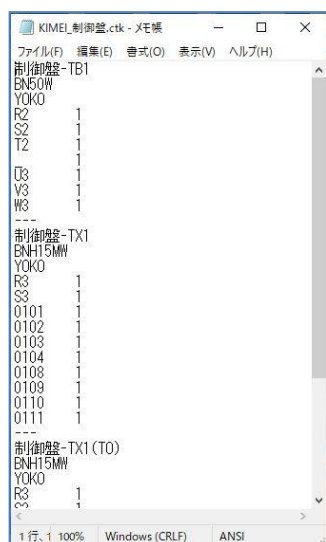 KIMEI_制御盤.ctk - メモ帳
ファイル(F) 編集(E) 書式(O) 表示(V) ヘルプ(H)
制御盤-TB1
BN50W
YOKO
R2 1
S2 1
T2 1
1
U3 1
V3 1
W3 1
---
制御盤-TX1
BNH15MW
YOKO
R3 1
S3 1
0101 1
0102 1
0103 1
0104 1
0108 1
0109 1
0110 1
0111 1
---
制御盤-TX1(TO)
BNH15MW
YOKO
R3 1
1 行、1 100% Windows (CRLF) ANSI